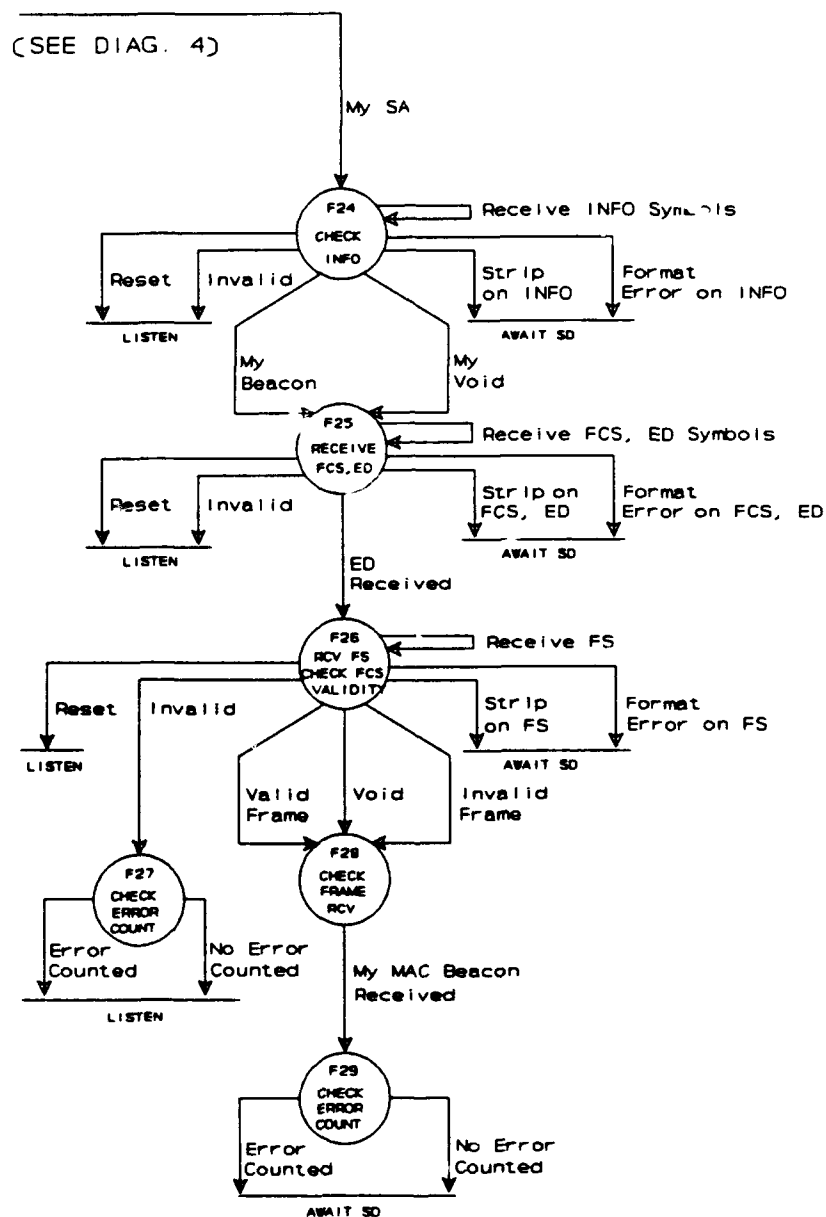 (SEE DIAG. 4)
My SA
F24
CHECK
INFO
Receive INFO
Reset
Invalid
Strip
on INFO
Format
Error on INFO
LISTEN
AWAIT SD
My
Beacon
My
Void
F25
RECEIVE
FCS, ED
Receive FCS, ED Symbols
Reset
Invalid
Strip on
FCS, ED
Format
Error on FCS, ED
LISTEN
AWAIT SD
ED
Received
F26
RCV FS
CHECK FCS
VALIDITY
Receive FS
Reset
Invalid
Strip
on FS
Format
Error on FS
LISTEN
AWAIT SD
Valid
Frame
Void
Invalid
Frame
F27
CHECK
ERROR
COUNT
F28
CHECK
FRAME
RCV
Error
Counted
No Error
Counted
LISTEN
My MAC Beacon
Received
F29
CHECK
ERROR
COUNT
Error
Counted
No Error
Counted
AWAIT SD